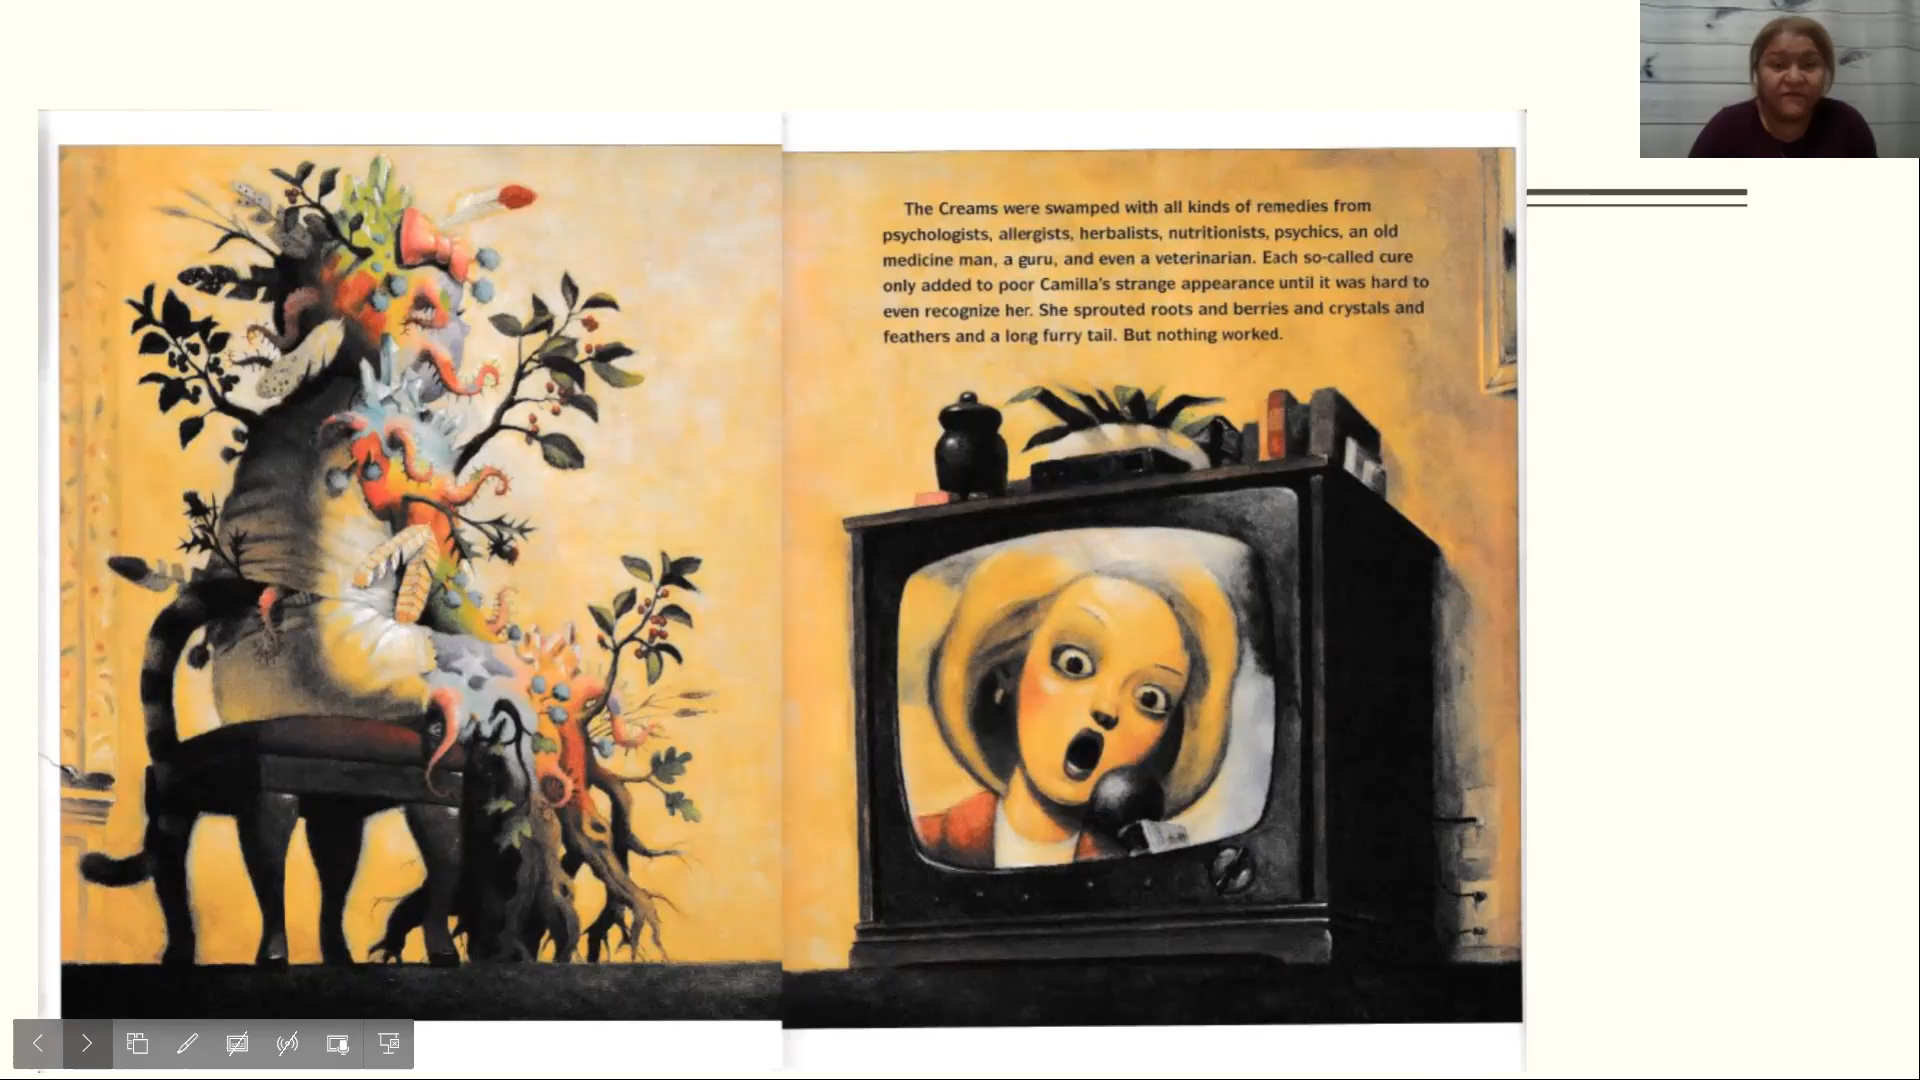 The Creams were swamped with all kinds of remedies from
psychologists, allergists, herbalists, nutritionists, psychics, an old
medicine man, a guru, and even a veterinarian. Each so-called cure
only added to poor Camilla's strange appearance until it was hard to
even recognize her. She sprouted roots and berries and crystals and
feathers and a long furry tail. But nothing worked.